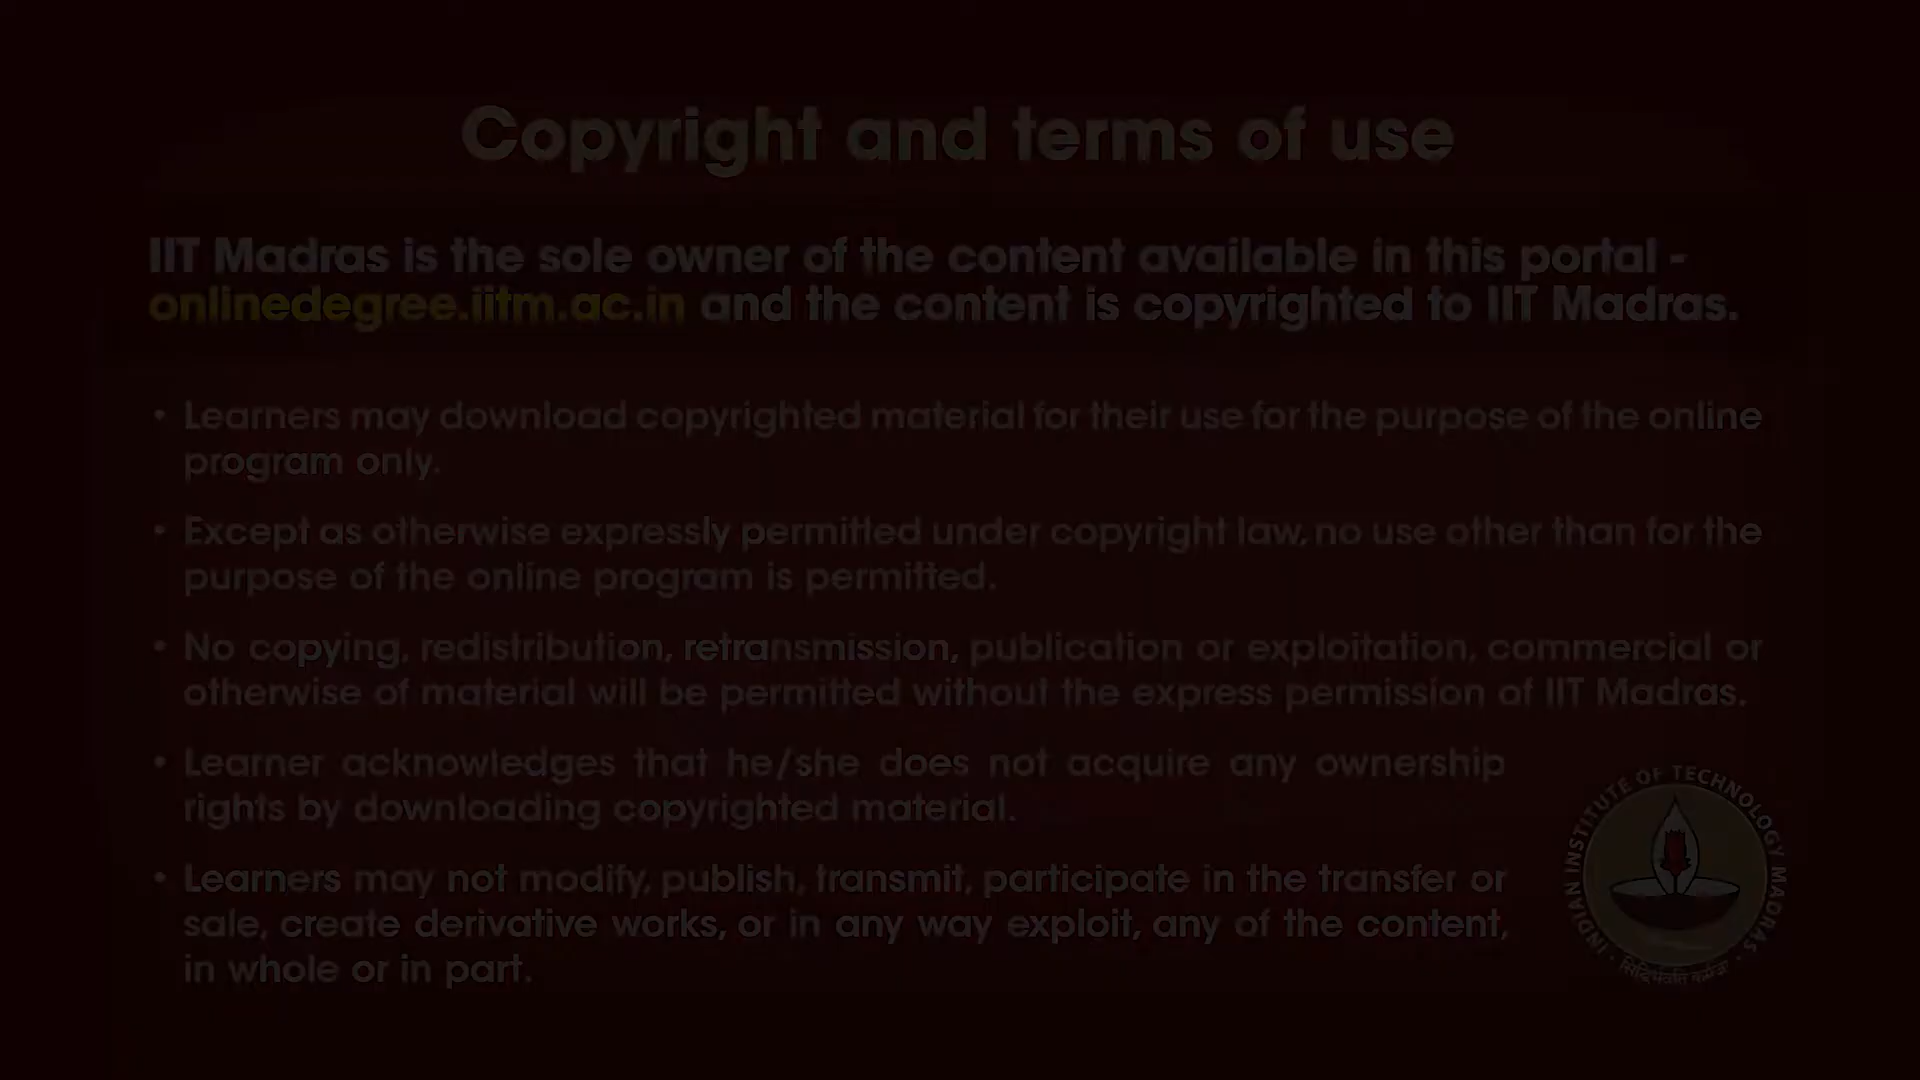 Copyright and terms of use
IIT Madras is the sole owner of the content available in this portal -
onlinedegree.iitm.ac.in and the content is copyrighted to IIT Madras.
• Learners may download copyrighted material for their use for the purpose of the online
program only.
• Except as otherwise expressly permitted under copyright law, no use other than for the
purpose of the online program is permitted.
• No copying, redistribution, retransmission, publication or exploitation, commercial or
otherwise of material will be permitted without the express permission of IIT Madras.
• Learner acknowledges that he/she does not acquire any ownership
rights by downloading copyrighted material.
• Learners may not modify, publish, transmit, participate in the transfer or
sale, create derivative works, or in any way exploit, any of the content,
in whole or in part.
INDIAN INSTITUTE OF TECHNOLOGY MADRAS